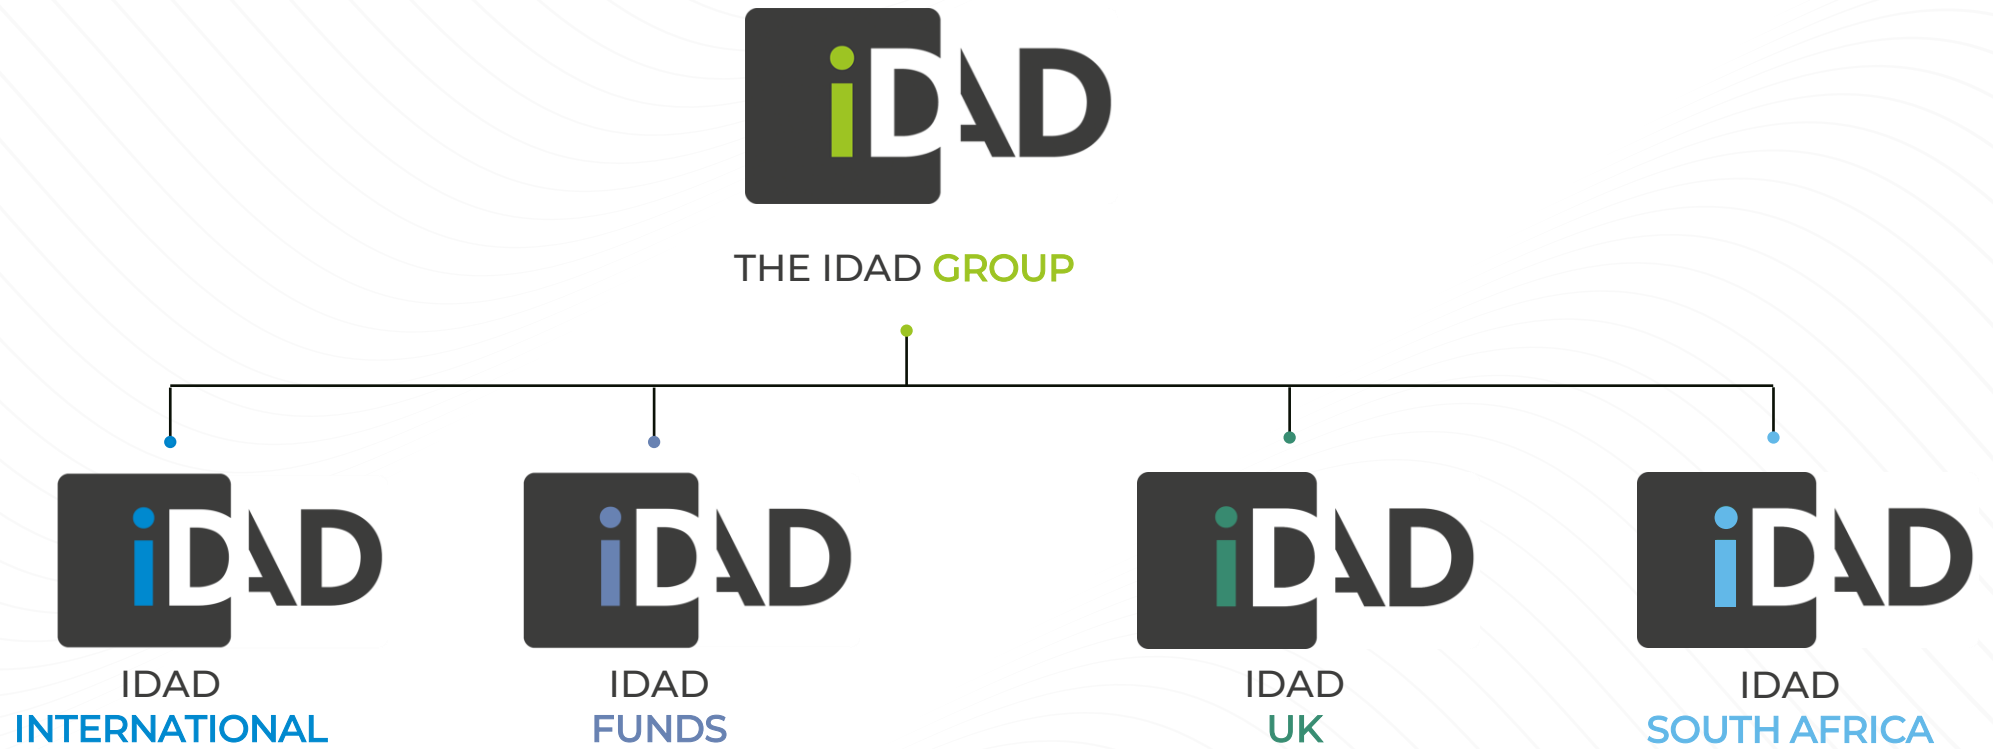 iDAD
THE IDAD GROUP
iDAD
iDAD
iDAD
iDAD
IDAD
INTERNATIONAL
IDAD
FUNDS
IDAD
UK
IDAD
SOUTH AFRICA